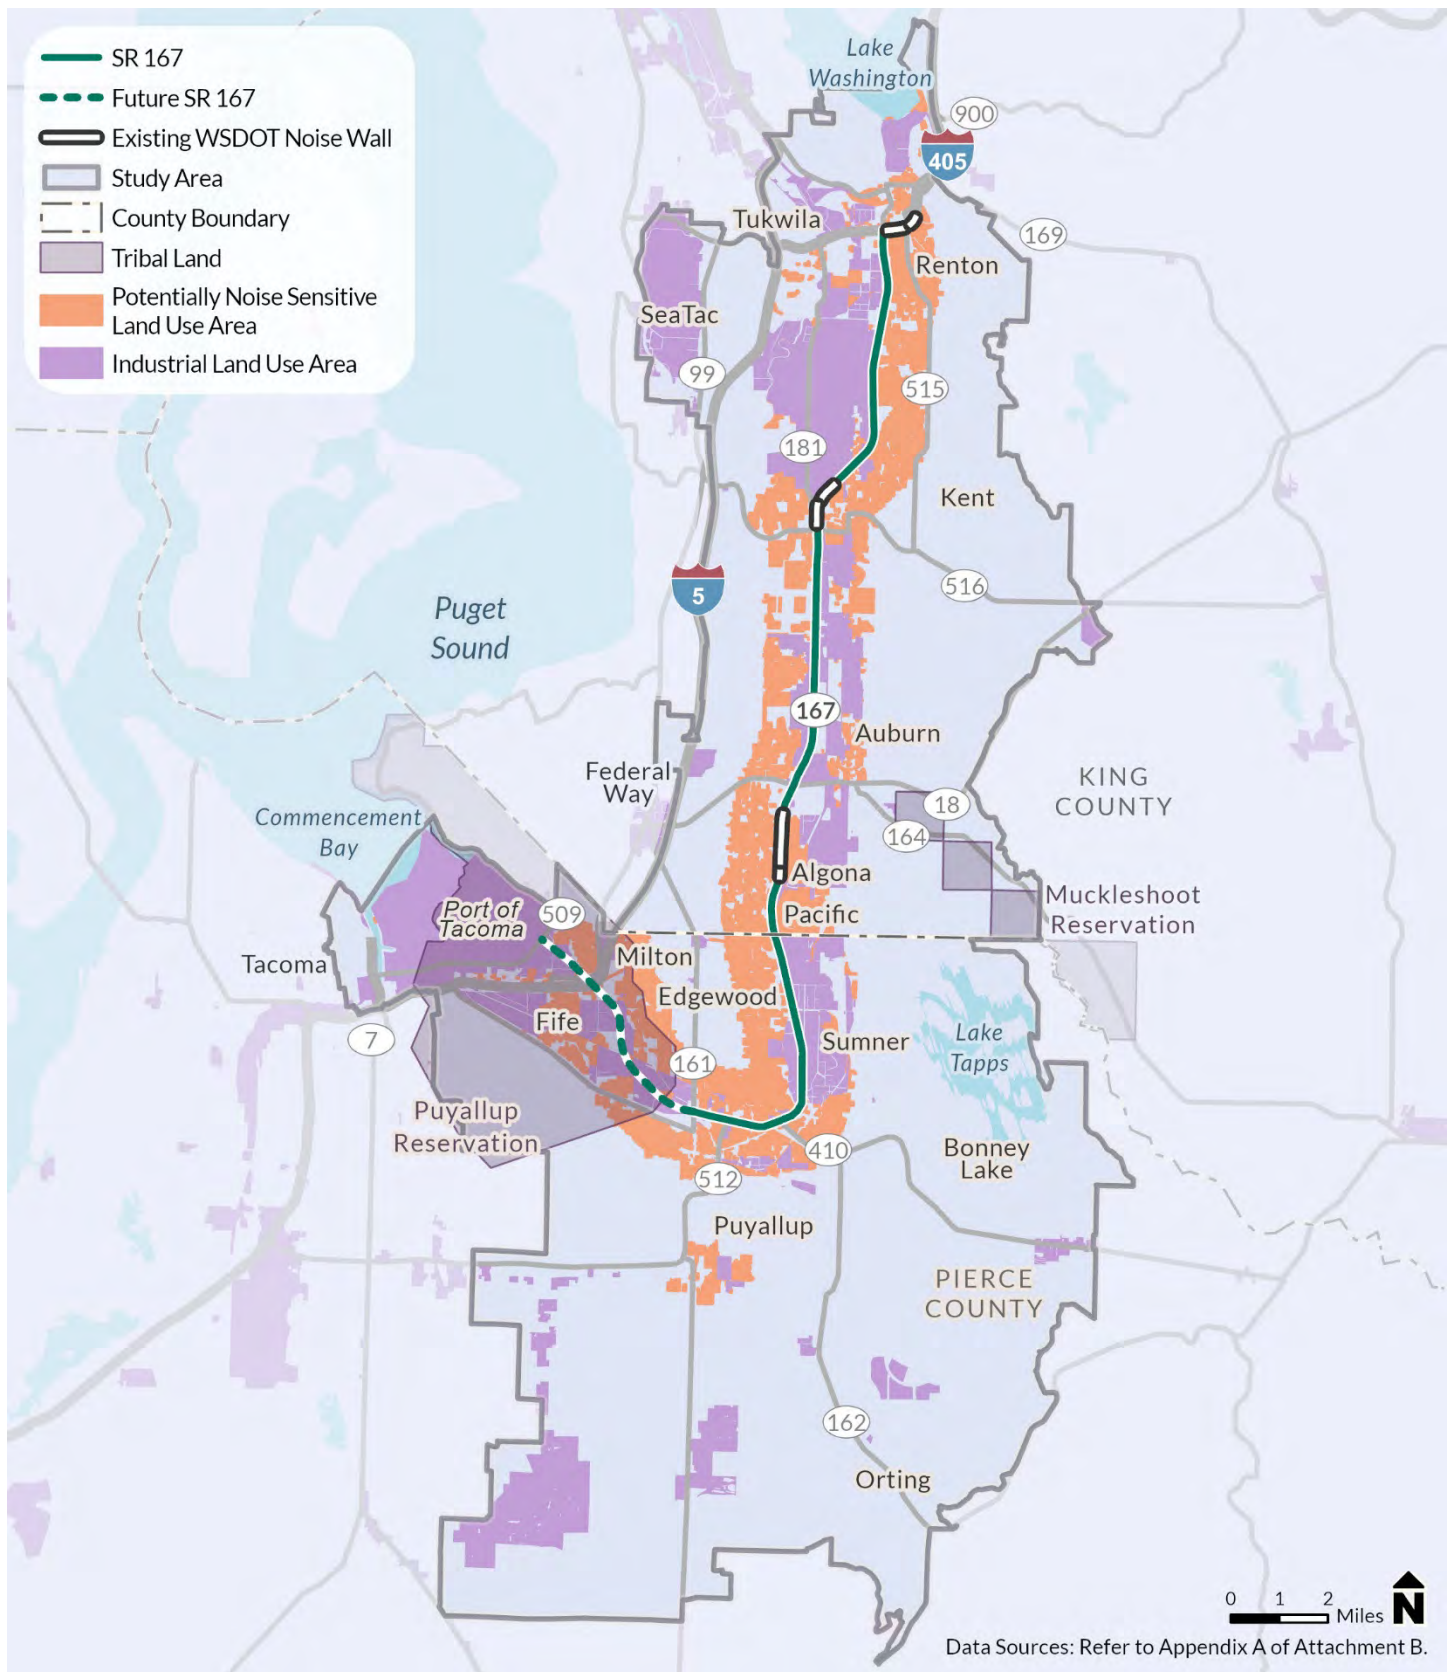 SR 167
Future SR 167
Existing WSDOT Noise Wall
Study Area
County Boundary
Tribal Land
Potentially Noise Sensitive
Land Use Area
Industrial Land Use Area
Lake
Washington
900
405
Tukwila
169
Renton
SeaTac
99
515
181
Kent
516
5
Puget
Sound
167
Auburn
Federal
Way
KING
COUNTY
18
Commencement
Bay
164
Algona
Muckleshoot
Reservation
Pacific
Port of
Tacoma
509
Milton
Tacoma
Edgewood
Fife
7
161
Sumner
Lake
Tapps
Puyallup
Reservation
410
Bonney
Lake
512
Puyallup
PIERCE
COUNTY
162
Orting
0 1 2
Miles
N
Data Sources: Refer to Appendix A of Attachment B.